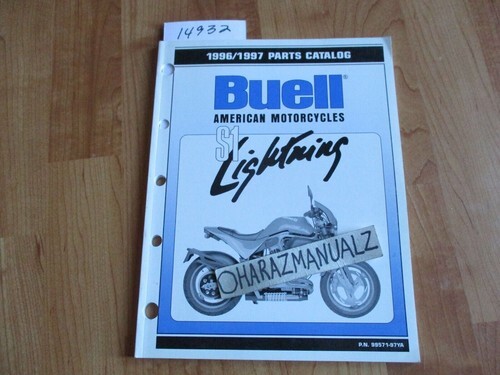 14932
1996/1997 PARTS CATALOG
Buell®
AMERICAN MOTORCYCLES
S1
Lightning
OHARAZMANUALZ
P.N. 99571-97YA